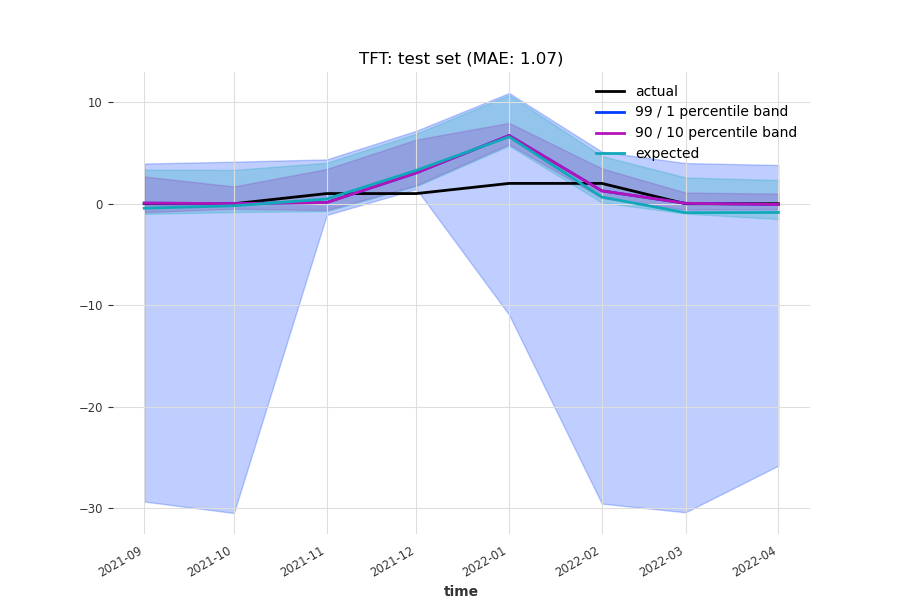 TFT: test set (MAE: 1.07)
actual
99 / 1 percentile band
90 / 10 percentile band
expected
10
0
−10
−20
−30
2021-09
2021-10
2021-11
2021-12
2022-01
2022-02
2022-03
2022-04
time